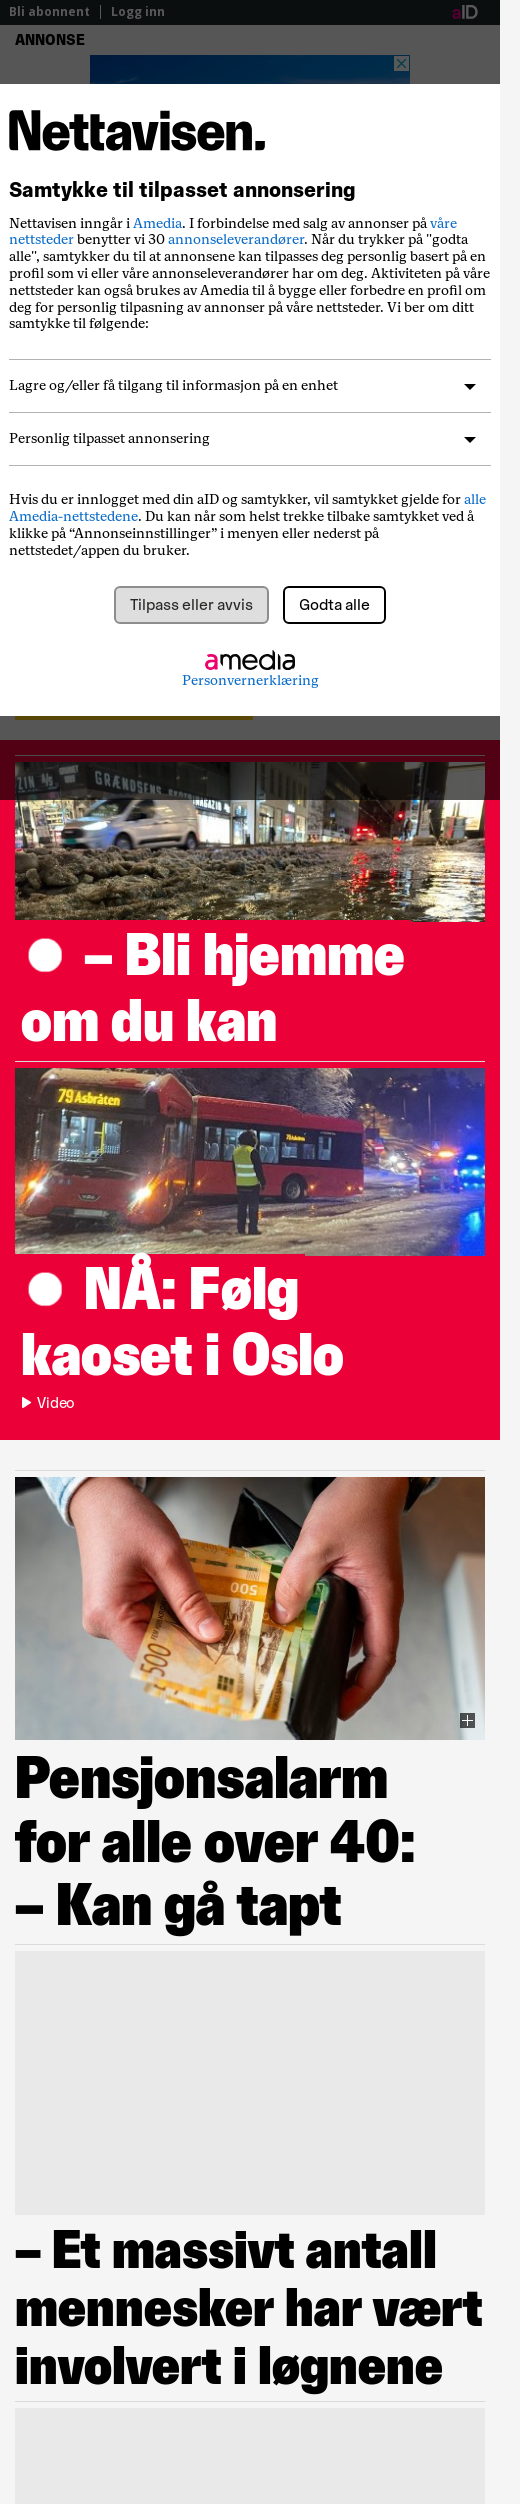 Bli abonnent | Logg inn
aID
ANNONSE
Nettavisen.
Samtykke til tilpasset annonsering
Nettavisen inngår i Amedia. I forbindelse med salg av annonser på våre
nettsteder benytter vi 30 annonseleverandører. Når du trykker på "godta
alle", samtykker du til at annonsene kan tilpasses deg personlig basert på en
profil som vi eller våre annonseleverandører har om deg. Aktiviteten på våre
nettsteder kan også brukes av Amedia til å bygge eller forbedre en profil om
deg for personlig tilpasning av annonser på våre nettsteder. Vi ber om ditt
samtykke til følgende:
Lagre og/eller få tilgang til informasjon på en enhet
Personlig tilpasset annonsering
Hvis du er innlogget med din aID og samtykker, vil samtykket gjelde for alle
Amedia-nettstedene. Du kan når som helst trekke tilbake samtykket ved å
klikke på “Annonseinnstillinger” i menyen eller nederst på
nettstedet/appen du bruker.
Tilpass eller avvis
Godta alle
amedia
Personvernerklæring
GRÆNDSENS
– Bli hjemme
om du kan
79 Asbråten
NÅ: Følg
kaoset i Oslo
Video
500
500
Pensjonsalarm
for alle over 40:
– Kan gå tapt
– Et massivt antall
mennesker har vært
involvert i løgnene